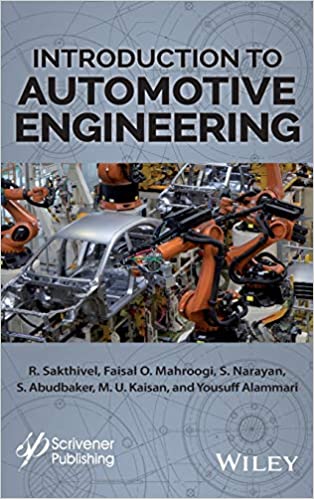 INTRODUCTION TO
AUTOMOTIVE
ENGINEERING
R. Sakthivel, Faisal O. Mahroogi, S. Narayan,
S. Abudbaker, M. U. Kaisan, and Yousuff Alammari
Scrivener
Publishing
WILEY